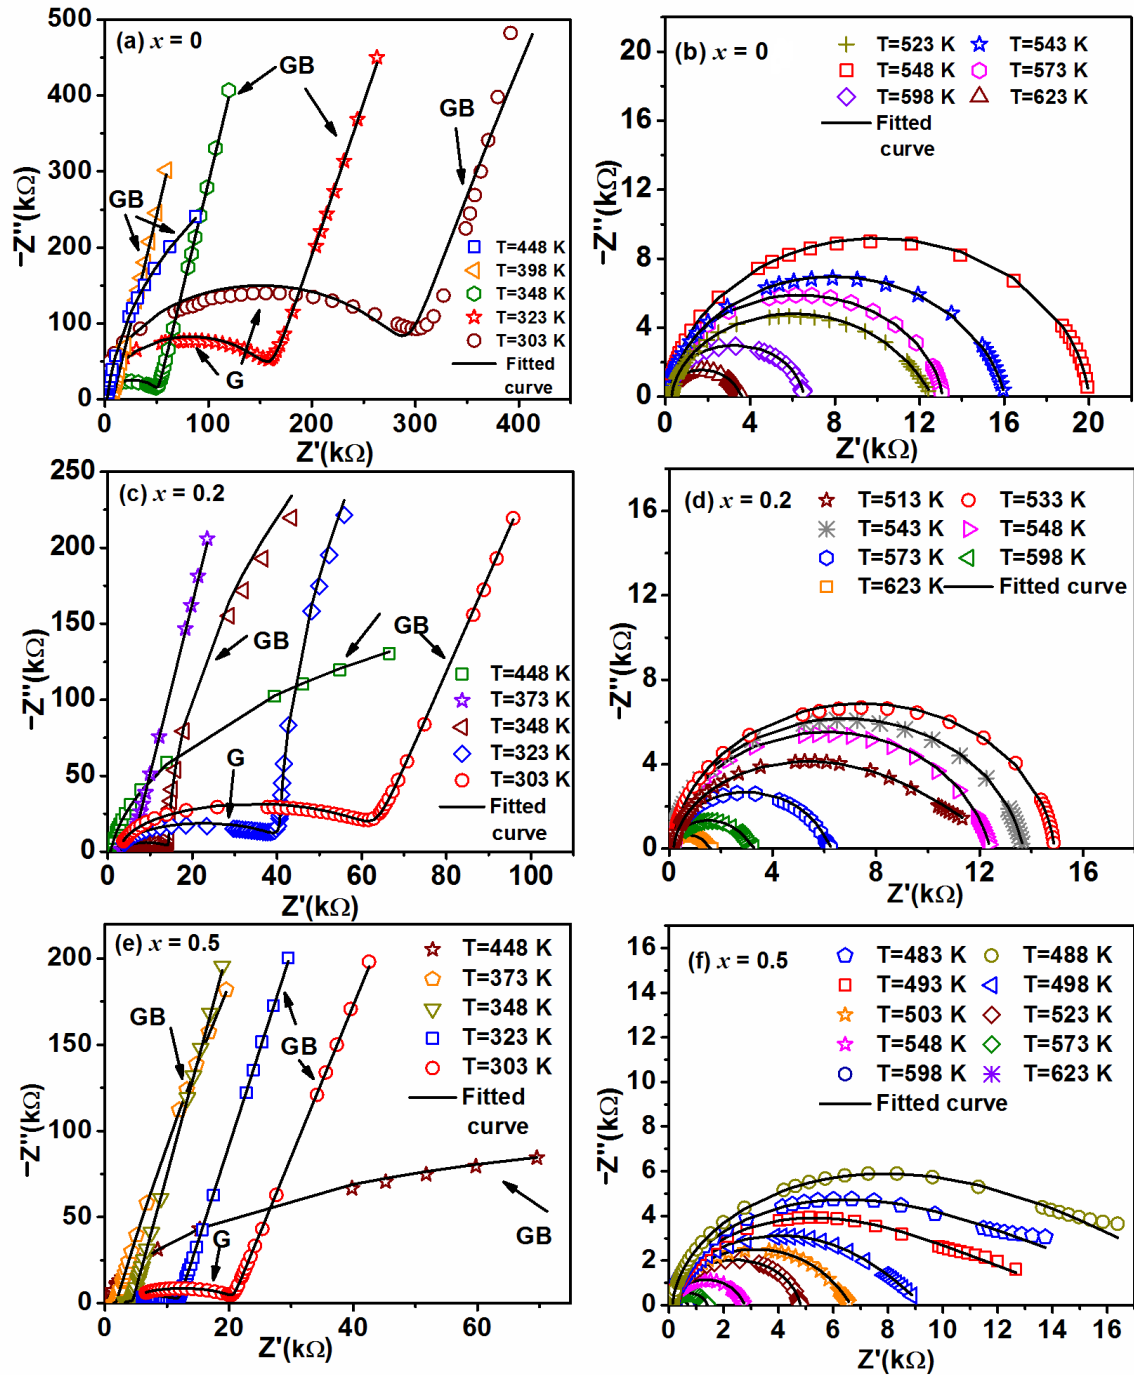 (a) x = 0
500
400
300
200
100
0
−Z''(kΩ)
GB
GB
GB
G
T=448 K
T=398 K
T=348 K
T=323 K
T=303 K
Fitted
curve
0 100 200 300 400
Z'(kΩ)
(b) x = 0
20
16
12
8
4
0
−Z''(kΩ)
T=523 K T=543 K
T=548 K T=573 K
T=598 K T=623 K
Fitted
curve
0 4 8 12 16 20
Z'(kΩ)
(c) x = 0.2
250
200
150
100
50
0
−Z''(kΩ)
GB
GB
G
T=448 K
T=373 K
T=348 K
T=323 K
T=303 K
Fitted
curve
0 20 40 60 80 100
Z'(kΩ)
(d) x = 0.2
16
12
8
4
0
−Z''(kΩ)
T=513 K T=533 K
T=543 K T=548 K
T=573 K T=598 K
T=623 K Fitted curve
0 4 8 12 16
Z'(kΩ)
(e) x = 0.5
200
150
100
50
0
−Z''(kΩ)
GB
GB
GB
G
T=448 K
T=373 K
T=348 K
T=323 K
T=303 K
Fitted
curve
0 20 40 60
Z'(kΩ)
(f) x = 0.5
16
14
12
10
8
6
4
2
0
−Z''(kΩ)
T=483 K T=488 K
T=493 K T=498 K
T=503 K T=523 K
T=548 K T=573 K
T=598 K T=623 K
Fitted curve
0 2 4 6 8 10 12 14 16
Z'(kΩ)